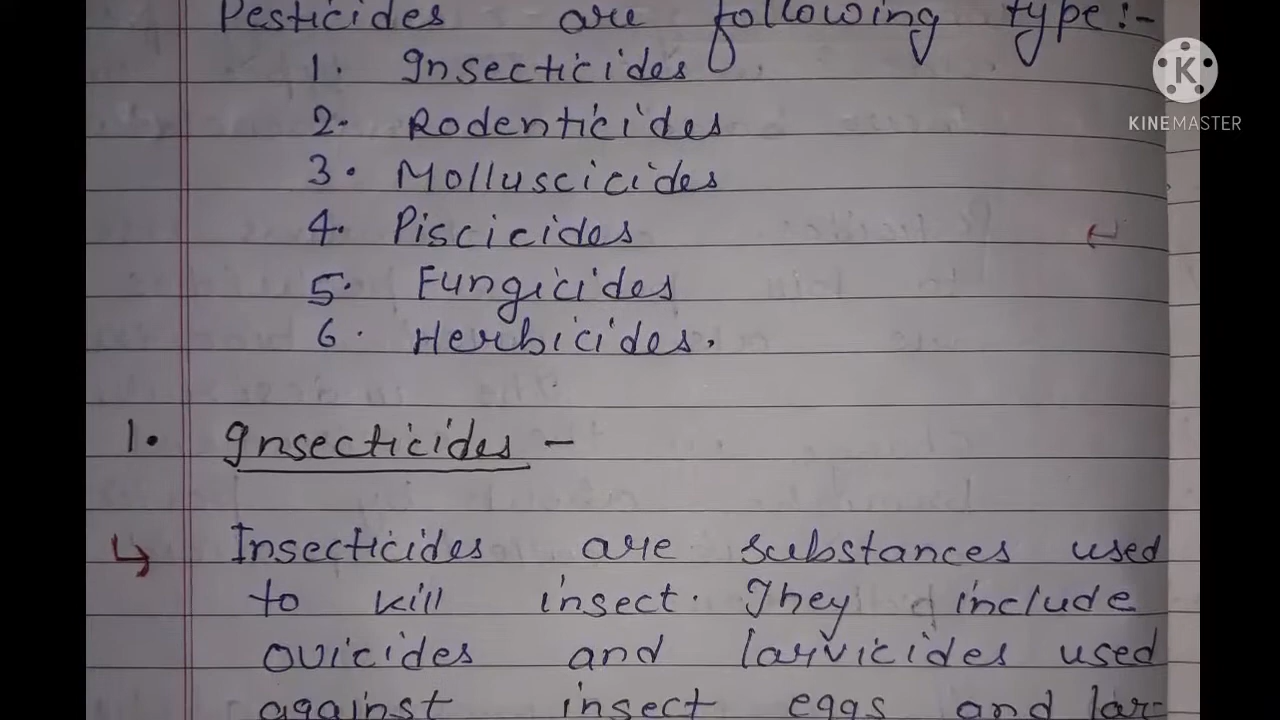 Pesticides are following type:-
1. Insecticides
2. Rodenticides
3. Molluscicides
4. Piscicides
5. Fungicides
6. Herbicides.
1. Insecticides -
↳ Insecticides are substances used
to kill insect. They include
ovicides and larvicides used
against insect eggs and lar-
K
KINEMASTER